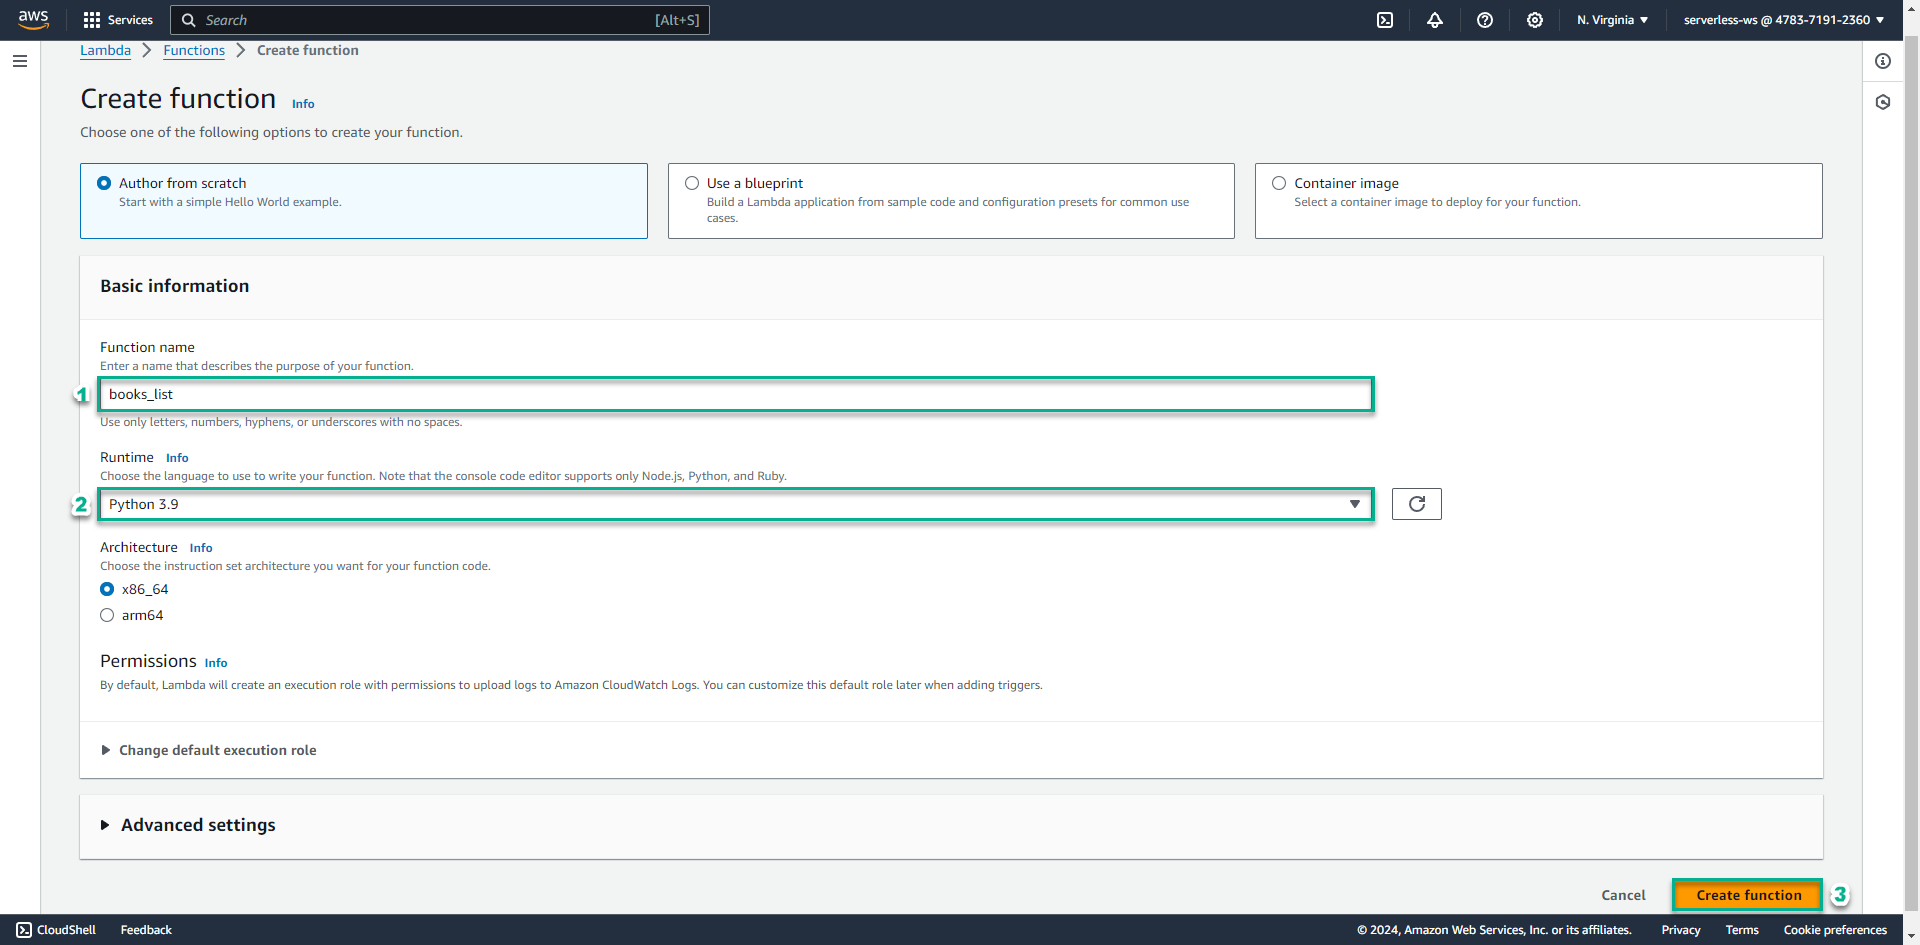 aws Services Search [Alt+S] N. Virginia serverless-ws @ 4783-7191-2360
Lambda Functions Create function
Create function Info
Choose one of the following options to create your function.
Author from scratch
Start with a simple Hello World example.
Use a blueprint
Build a Lambda application from sample code and configuration presets for common use
cases.
Container image
Select a container image to deploy for your function.
Basic information
Function name
Enter a name that describes the purpose of your function.
1 books_list
Use only letters, numbers, hyphens, or underscores with no spaces.
Runtime Info
Choose the language to use to write your function. Note that the console code editor supports only Node.js, Python, and Ruby.
2 Python 3.9
Architecture Info
Choose the instruction set architecture you want for your function code.
x86_64
arm64
Permissions Info
By default, Lambda will create an execution role with permissions to upload logs to Amazon CloudWatch Logs. You can customize this default role later when adding triggers.
Change default execution role
Advanced settings
Cancel Create function 3
CloudShell Feedback © 2024, Amazon Web Services, Inc. or its affiliates. Privacy Terms Cookie preferences